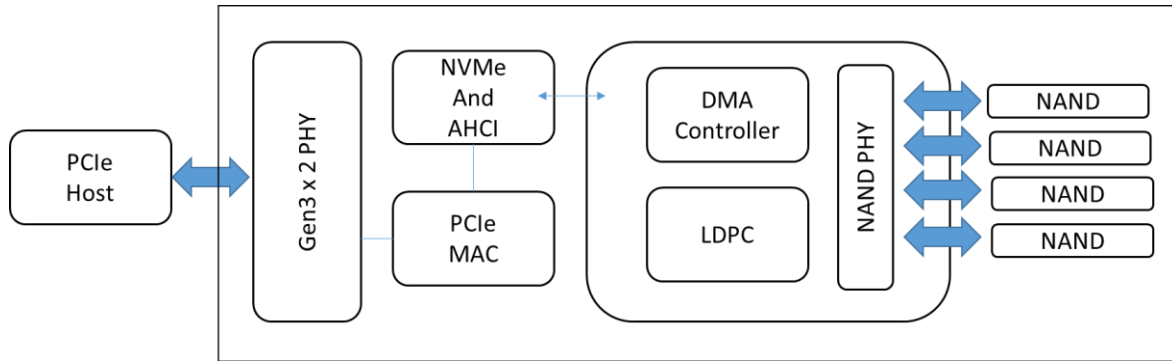 PCIe
Host
Gen3 x 2 PHY
NVMe
And
AHCI
PCIe
MAC
DMA
Controller
LDPC
NAND PHY
NAND
NAND
NAND
NAND